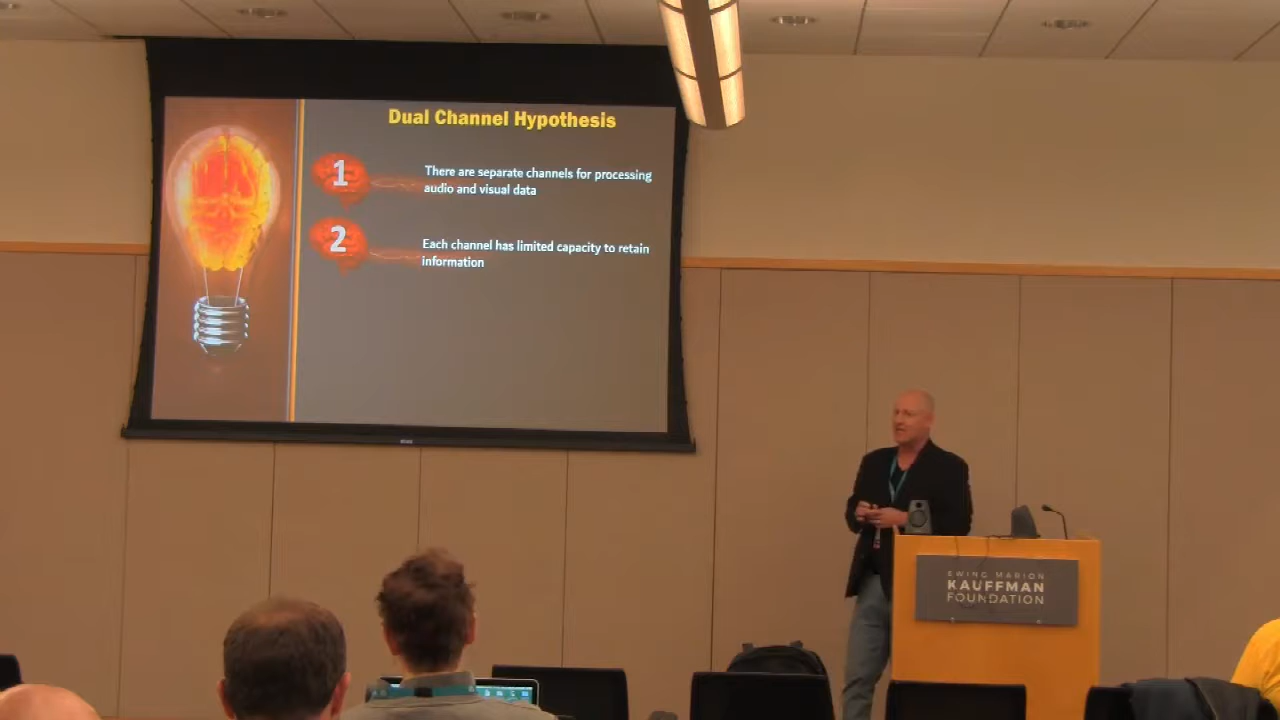 Dual Channel Hypothesis
1
There are separate channels for processing
audio and visual data
2
Each channel has limited capacity to retain
information
EWING MARION
KAUFFMAN
FOUNDATION